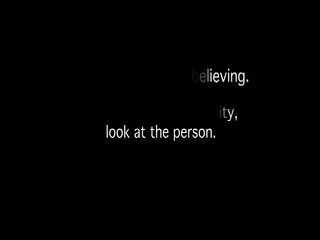 believing.
ity,
look at the person.